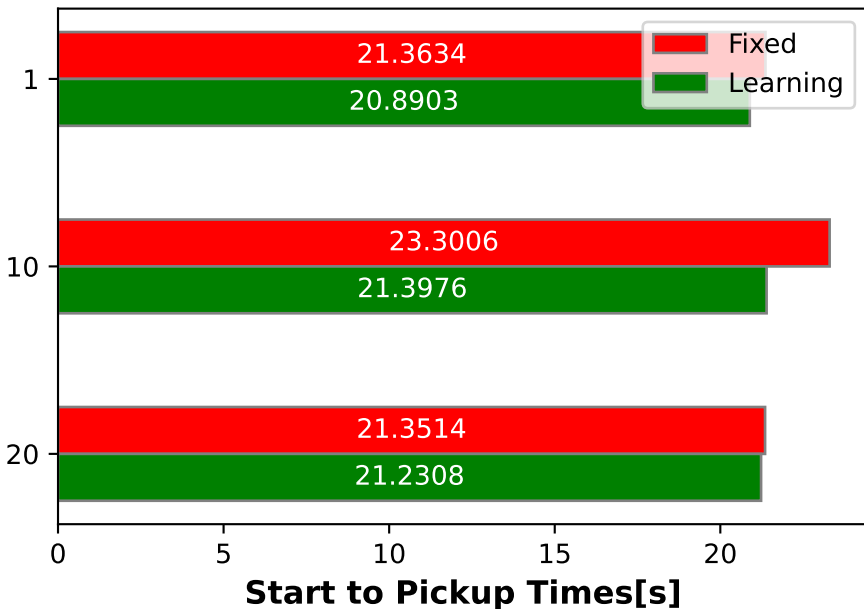 Fixed
Learning
1
21.3634
20.8903
10
23.3006
21.3976
20
21.3514
21.2308
0 5 10 15 20
Start to Pickup Times[s]